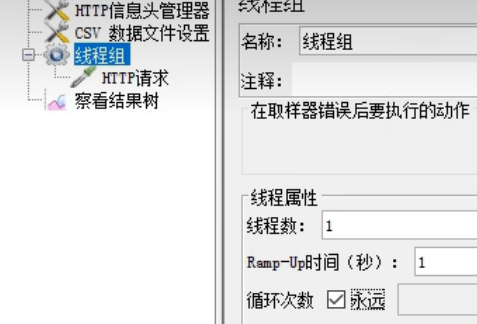 HTTP信息头管理器
CSV 数据文件设置
线程组
HTTP请求
察看结果树
线程组
名称： 线程组
注释：
在取样器错误后要执行的动作
线程属性
线程数： 1
Ramp-Up时间（秒）： 1
循环次数 永远